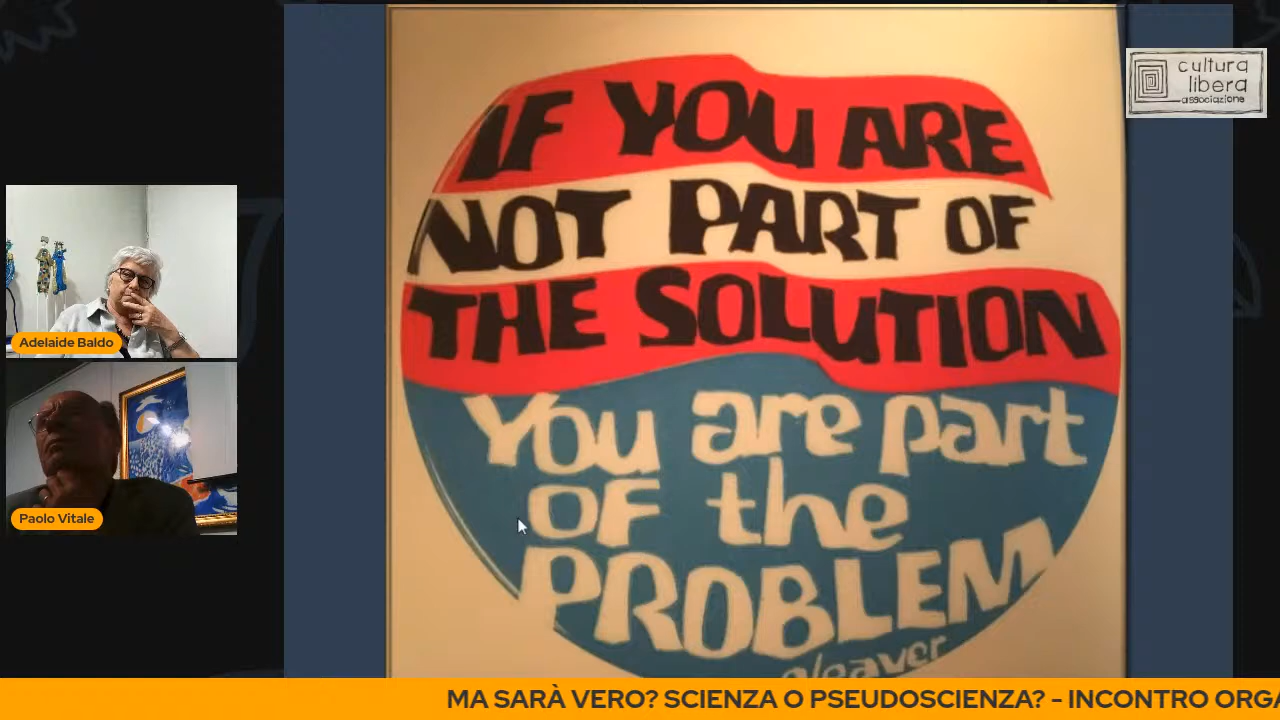 IF YOU ARE
NOT PART OF
THE SOLUTION
You are part
of the
PROBLEM
cleaver
cultura
libera
associazione
Adelaide Baldo
Paolo Vitale
MA SARÀ VERO? SCIENZA O PSEUDOSCIENZA? - INCONTRO ORGA